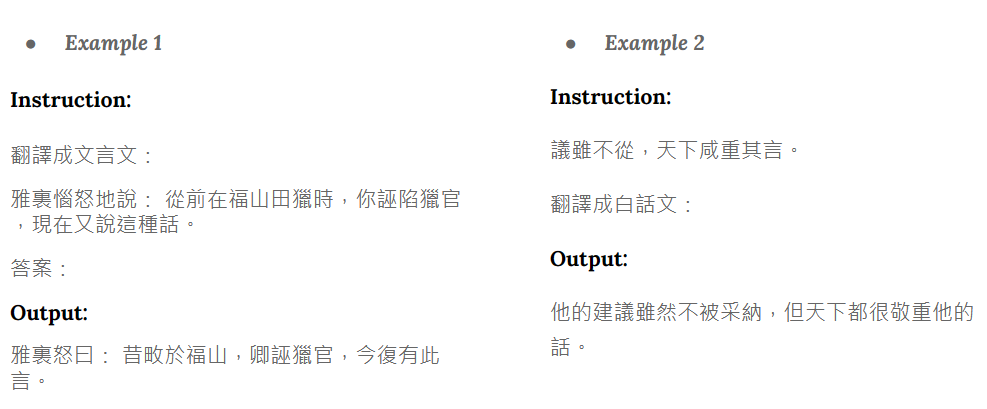 ● Example 1
Instruction:
翻譯成文言文：
雅裏惱怒地說： 從前在福山田獵時，你誣陷獵官
，現在又說這種話。
答案：
Output:
雅裏怒曰： 昔畋於福山，卿誣獵官，今復有此
言。
● Example 2
Instruction:
議雖不從，天下咸重其言。
翻譯成白話文：
Output:
他的建議雖然不被采納，但天下都很敬重他的
話。